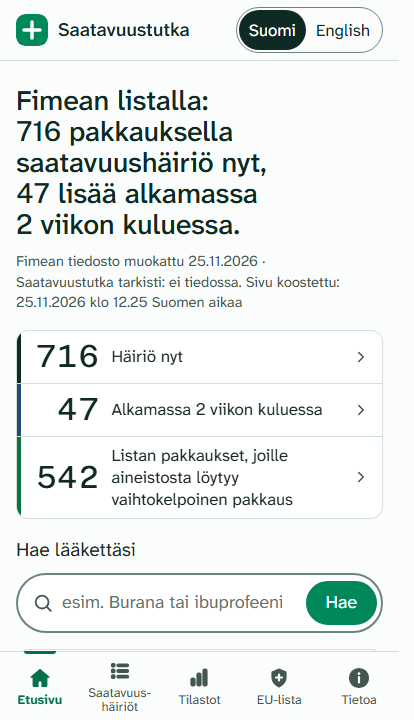 Saatavuustutka
Suomi English
Fimean listalla:
716 pakkauksella
saatavuushäiriö nyt,
47 lisää alkamassa
2 viikon kuluessa.
Fimean tiedosto muokattu 25.11.2026 ·
Saatavuustutka tarkisti: ei tiedossa. Sivu koostettu:
25.11.2026 klo 12.25 Suomen aikaa
716 Häiriö nyt
47 Alkamassa 2 viikon kuluessa
542 Listan pakkaukset, joille
aineistosta löytyy
vaihtokelpoinen pakkaus
Hae lääkettäsi
esim. Burana tai ibuprofeeni Hae
Etusivu
Saatavuus-
häiriöt
Tilastot
EU-lista
Tietoa